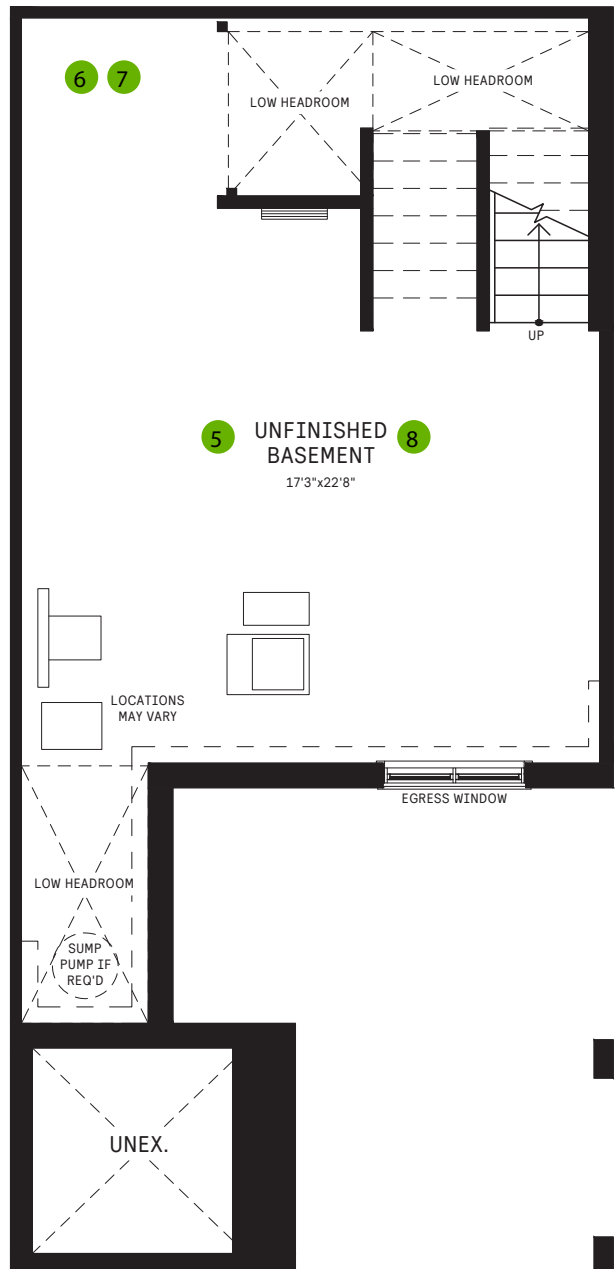 6 7
LOW HEADROOM
LOW HEADROOM
UP
5 UNFINISHED 8
BASEMENT
17'3"x22'8"
LOCATIONS
MAY VARY
EGRESS WINDOW
LOW HEADROOM
SUMP
PUMP IF
REQ'D
UNEX.